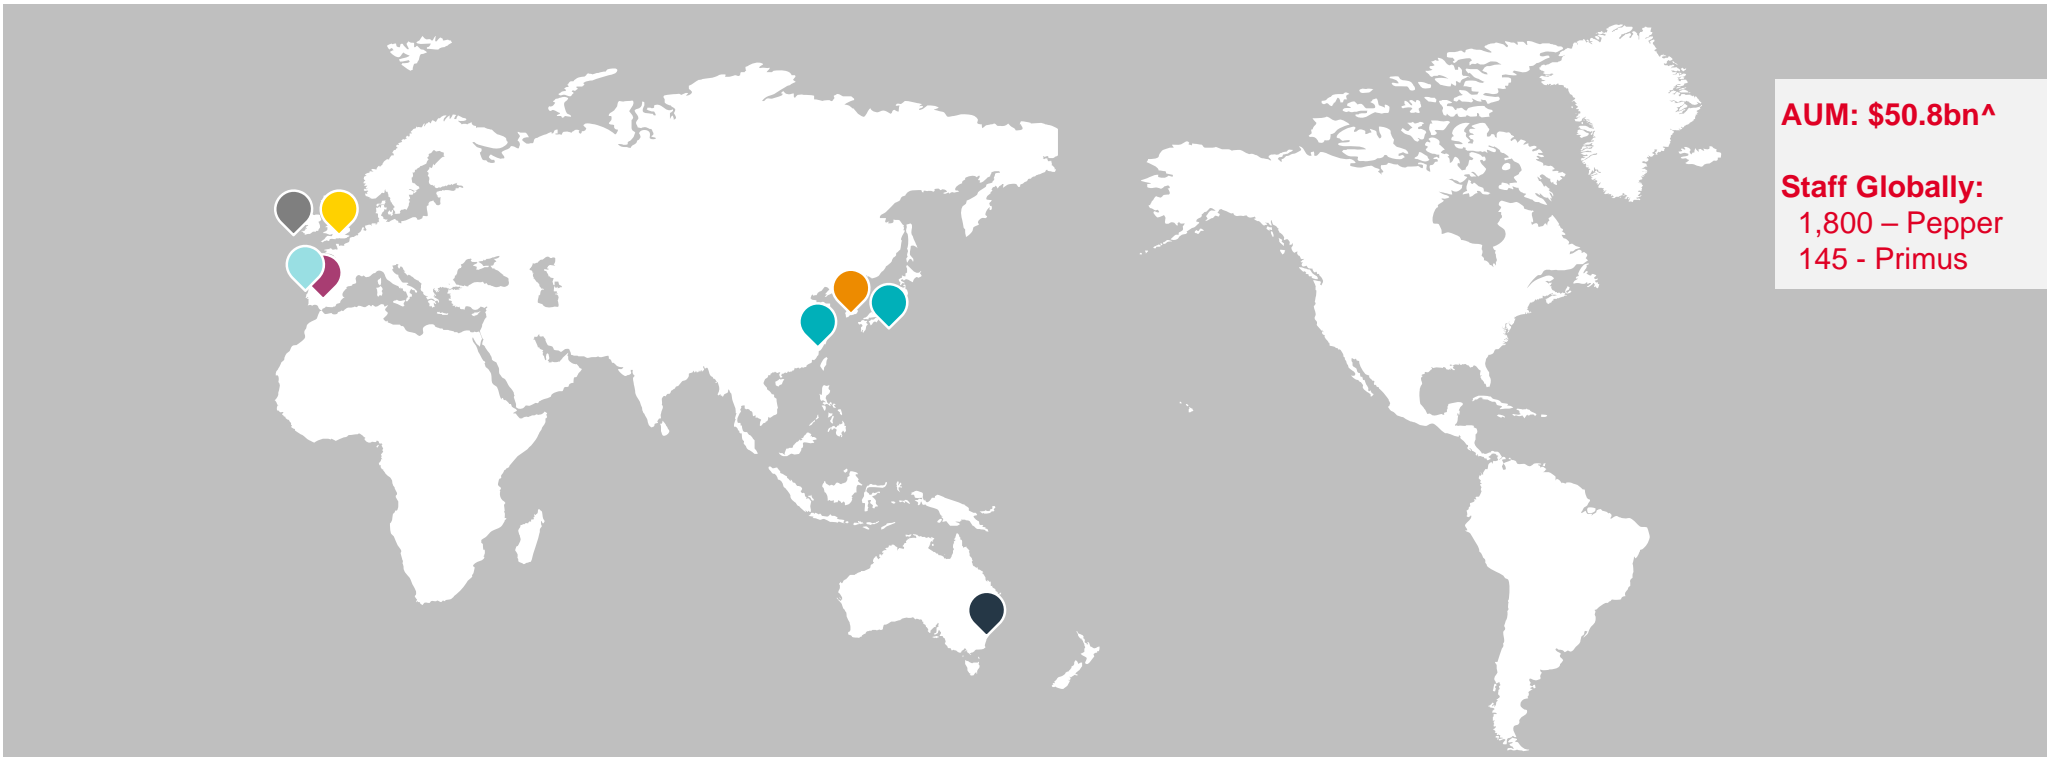 AUM: $50.8bn^
Staff Globally:
1,800 – Pepper
145 - Primus